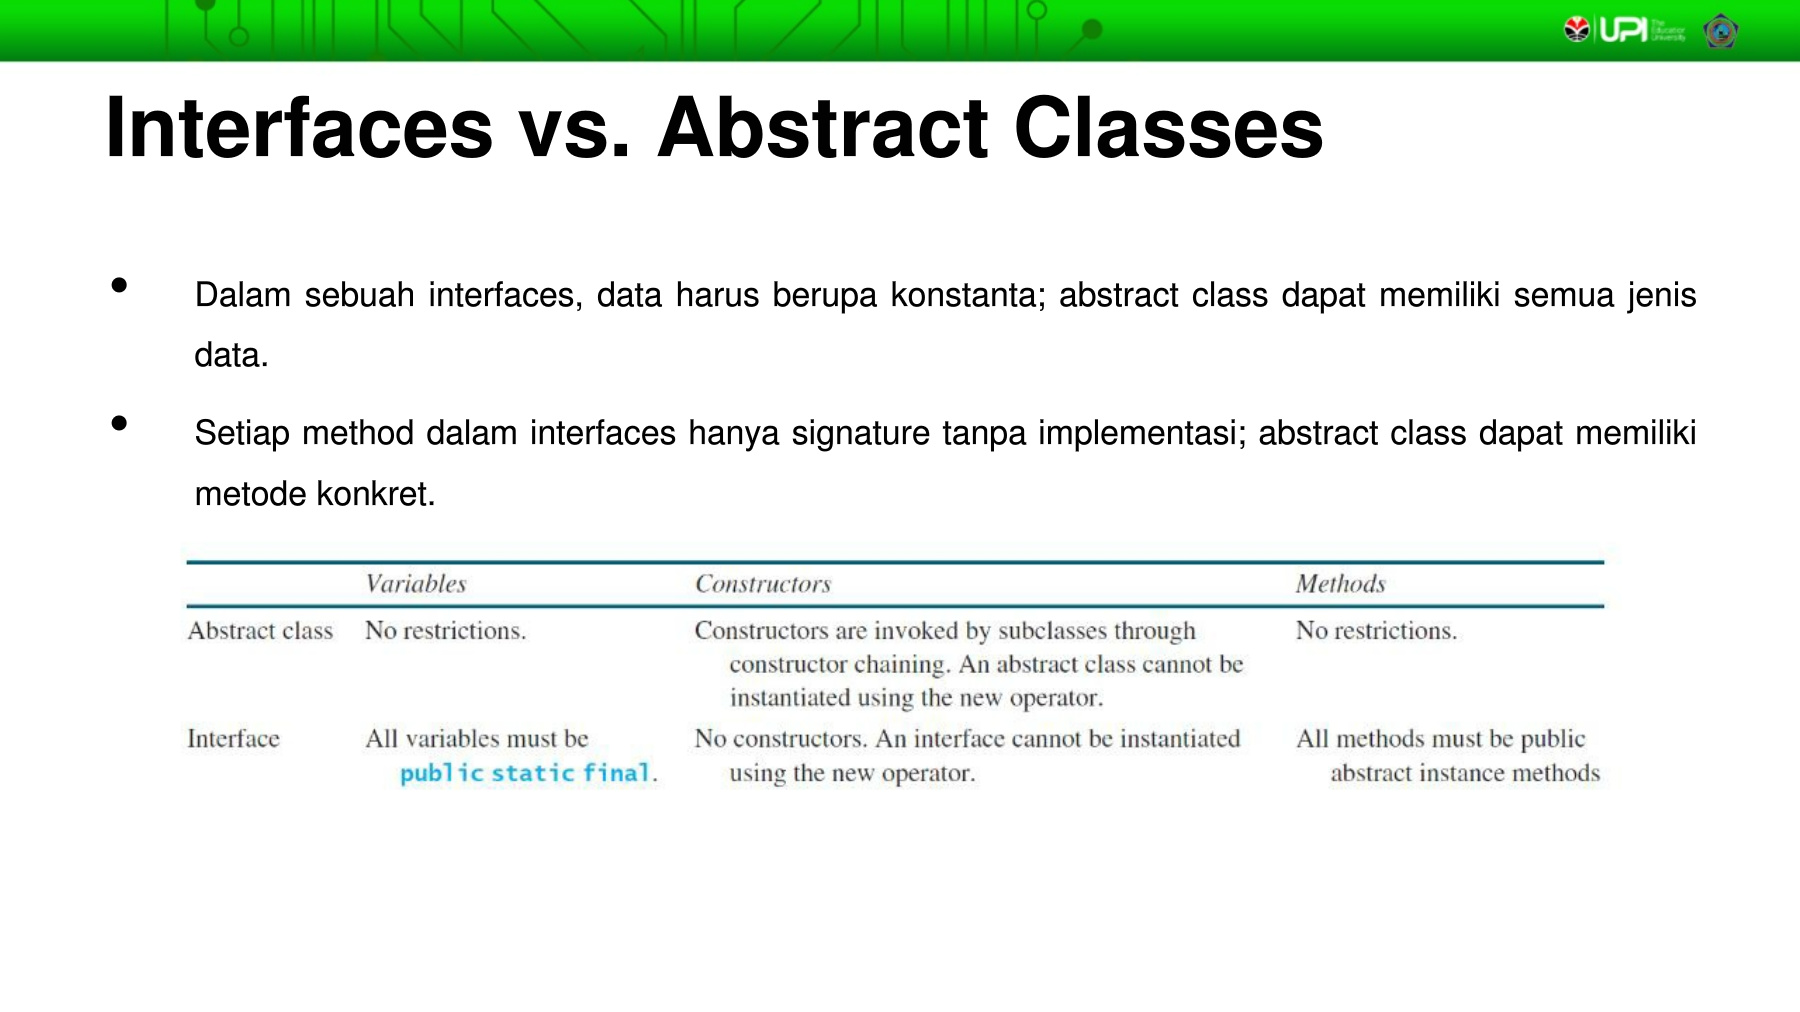 UPI
The
Education
University
Interfaces vs. Abstract Classes
• Dalam sebuah interfaces, data harus berupa konstanta; abstract class dapat memiliki semua jenis
data.
• Setiap method dalam interfaces hanya signature tanpa implementasi; abstract class dapat memiliki
metode konkret.
Variables Constructors Methods
Abstract class No restrictions. Constructors are invoked by subclasses through No restrictions.
constructor chaining. An abstract class cannot be
instantiated using the new operator.
Interface All variables must be No constructors. An interface cannot be instantiated All methods must be public
public static final. using the new operator. abstract instance methods